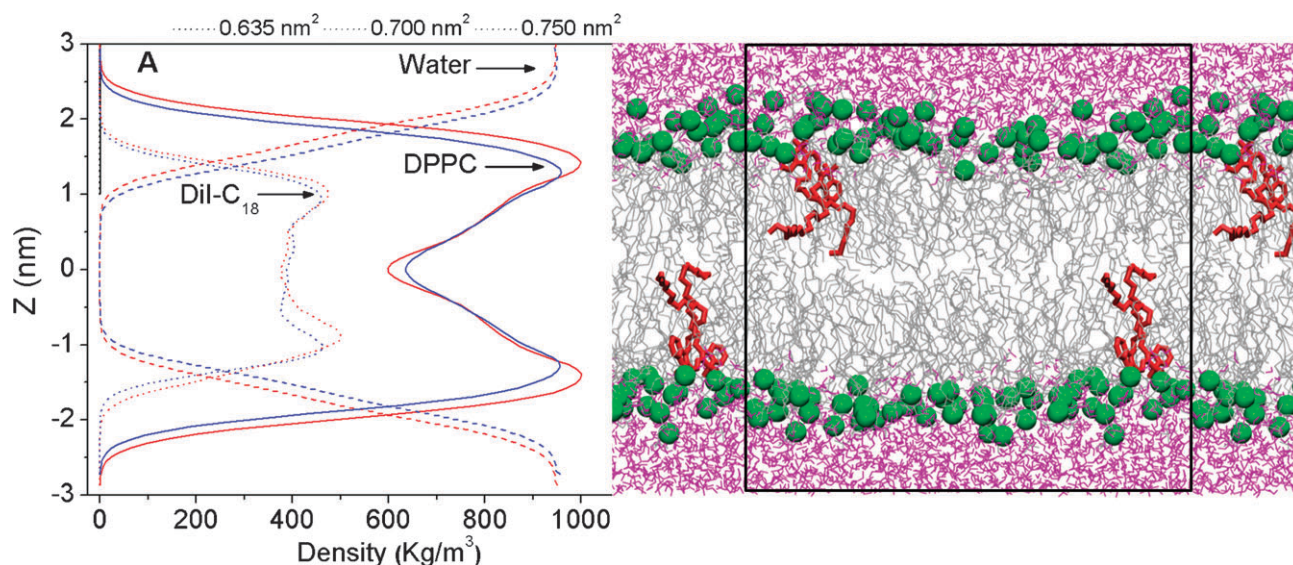 0.635 nm² 0.700 nm² 0.750 nm²
A
Water
DPPC
DiI-C₁₈
Z (nm)
3
2
1
0
-1
-2
-3
0 200 400 600 800 1000
Density (Kg/m³)